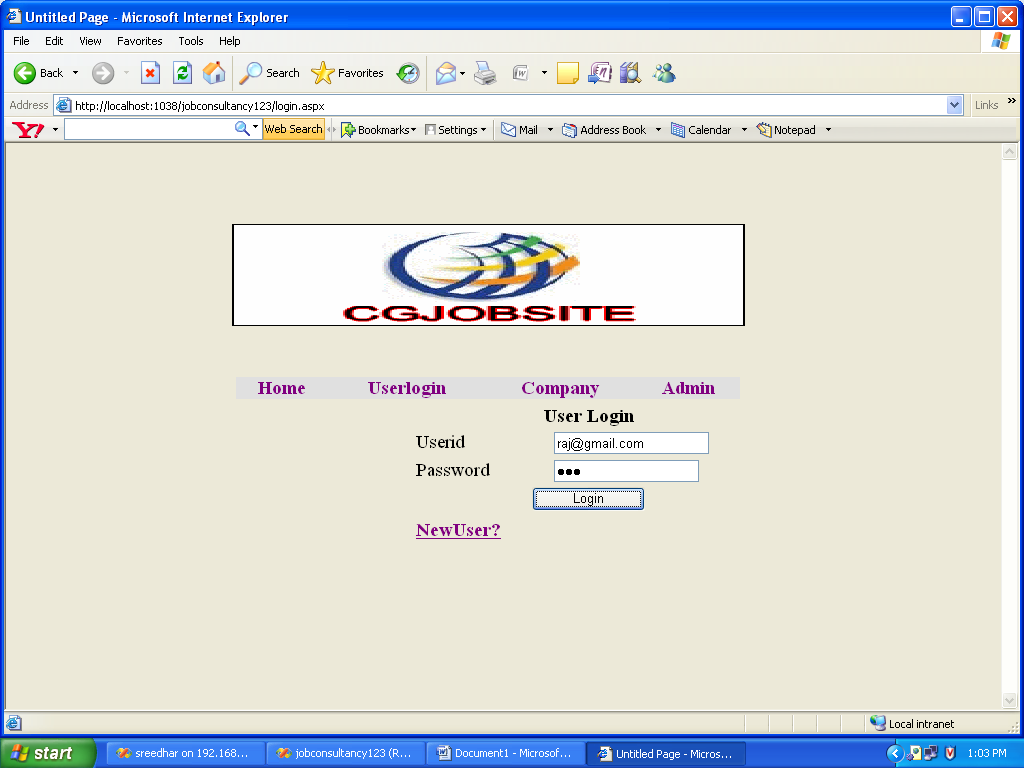 Untitled Page - Microsoft Internet Explorer
File Edit View Favorites Tools Help
Back Search Favorites
Address http://localhost:1038/jobconsultancy123/login.aspx Links »
Y! Web Search Bookmarks Settings Mail Address Book Calendar Notepad
CGJOBSITE
Home Userlogin Company Admin
User Login
Userid raj@gmail.com
Password •••
Login
NewUser?
Local intranet
start sreedhar on 192.168... jobconsultancy123 (R... Document1 - Microsof... Untitled Page - Micros... 1:03 PM